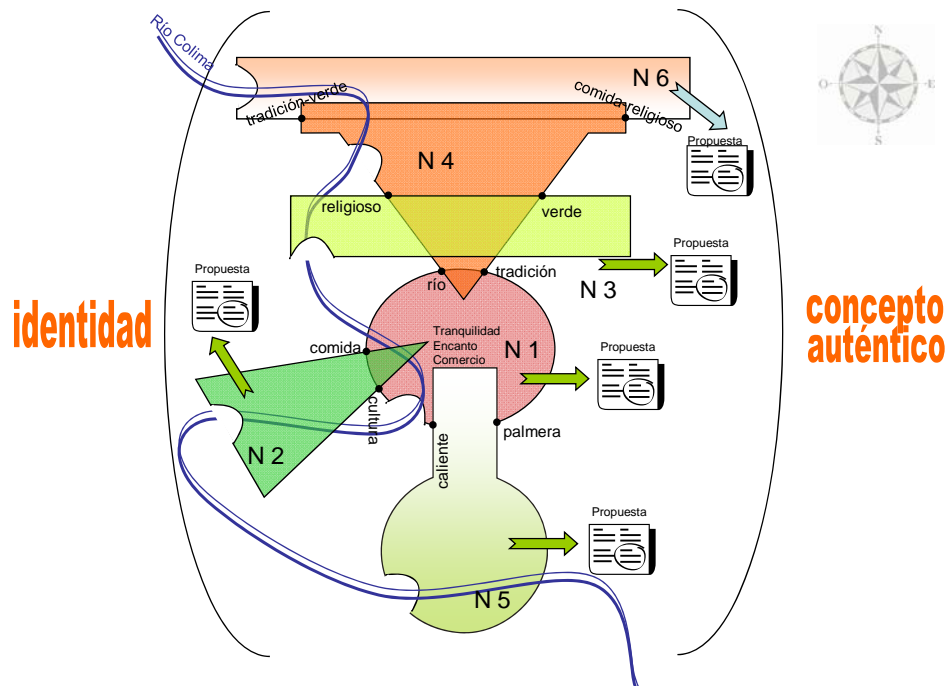 Río Colima
N
O
E
S
N 6
tradición-verde
comida-religioso
Propuesta
N 4
religioso
verde
Propuesta
Propuesta
río
tradición
N 3
identidad
concepto
auténtico
Tranquilidad
Encanto
Comercio
N 1
comida
Propuesta
cultura
N 2
caliente
palmera
Propuesta
N 5